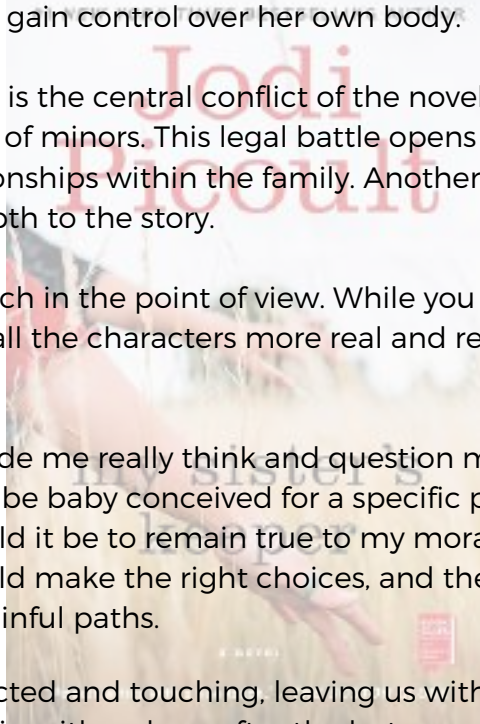 gain control over her own body.
is the central conflict of the novel
of minors. This legal battle opens
onships within the family. Another
oth to the story.
ch in the point of view. While you
all the characters more real and re
de me really think and question m
be baby conceived for a specific p
ld it be to remain true to my mora
ld make the right choices, and the
inful paths.
cted and touching, leaving us with
Jodi
Picoult
my sister's
keeper
A NOVEL